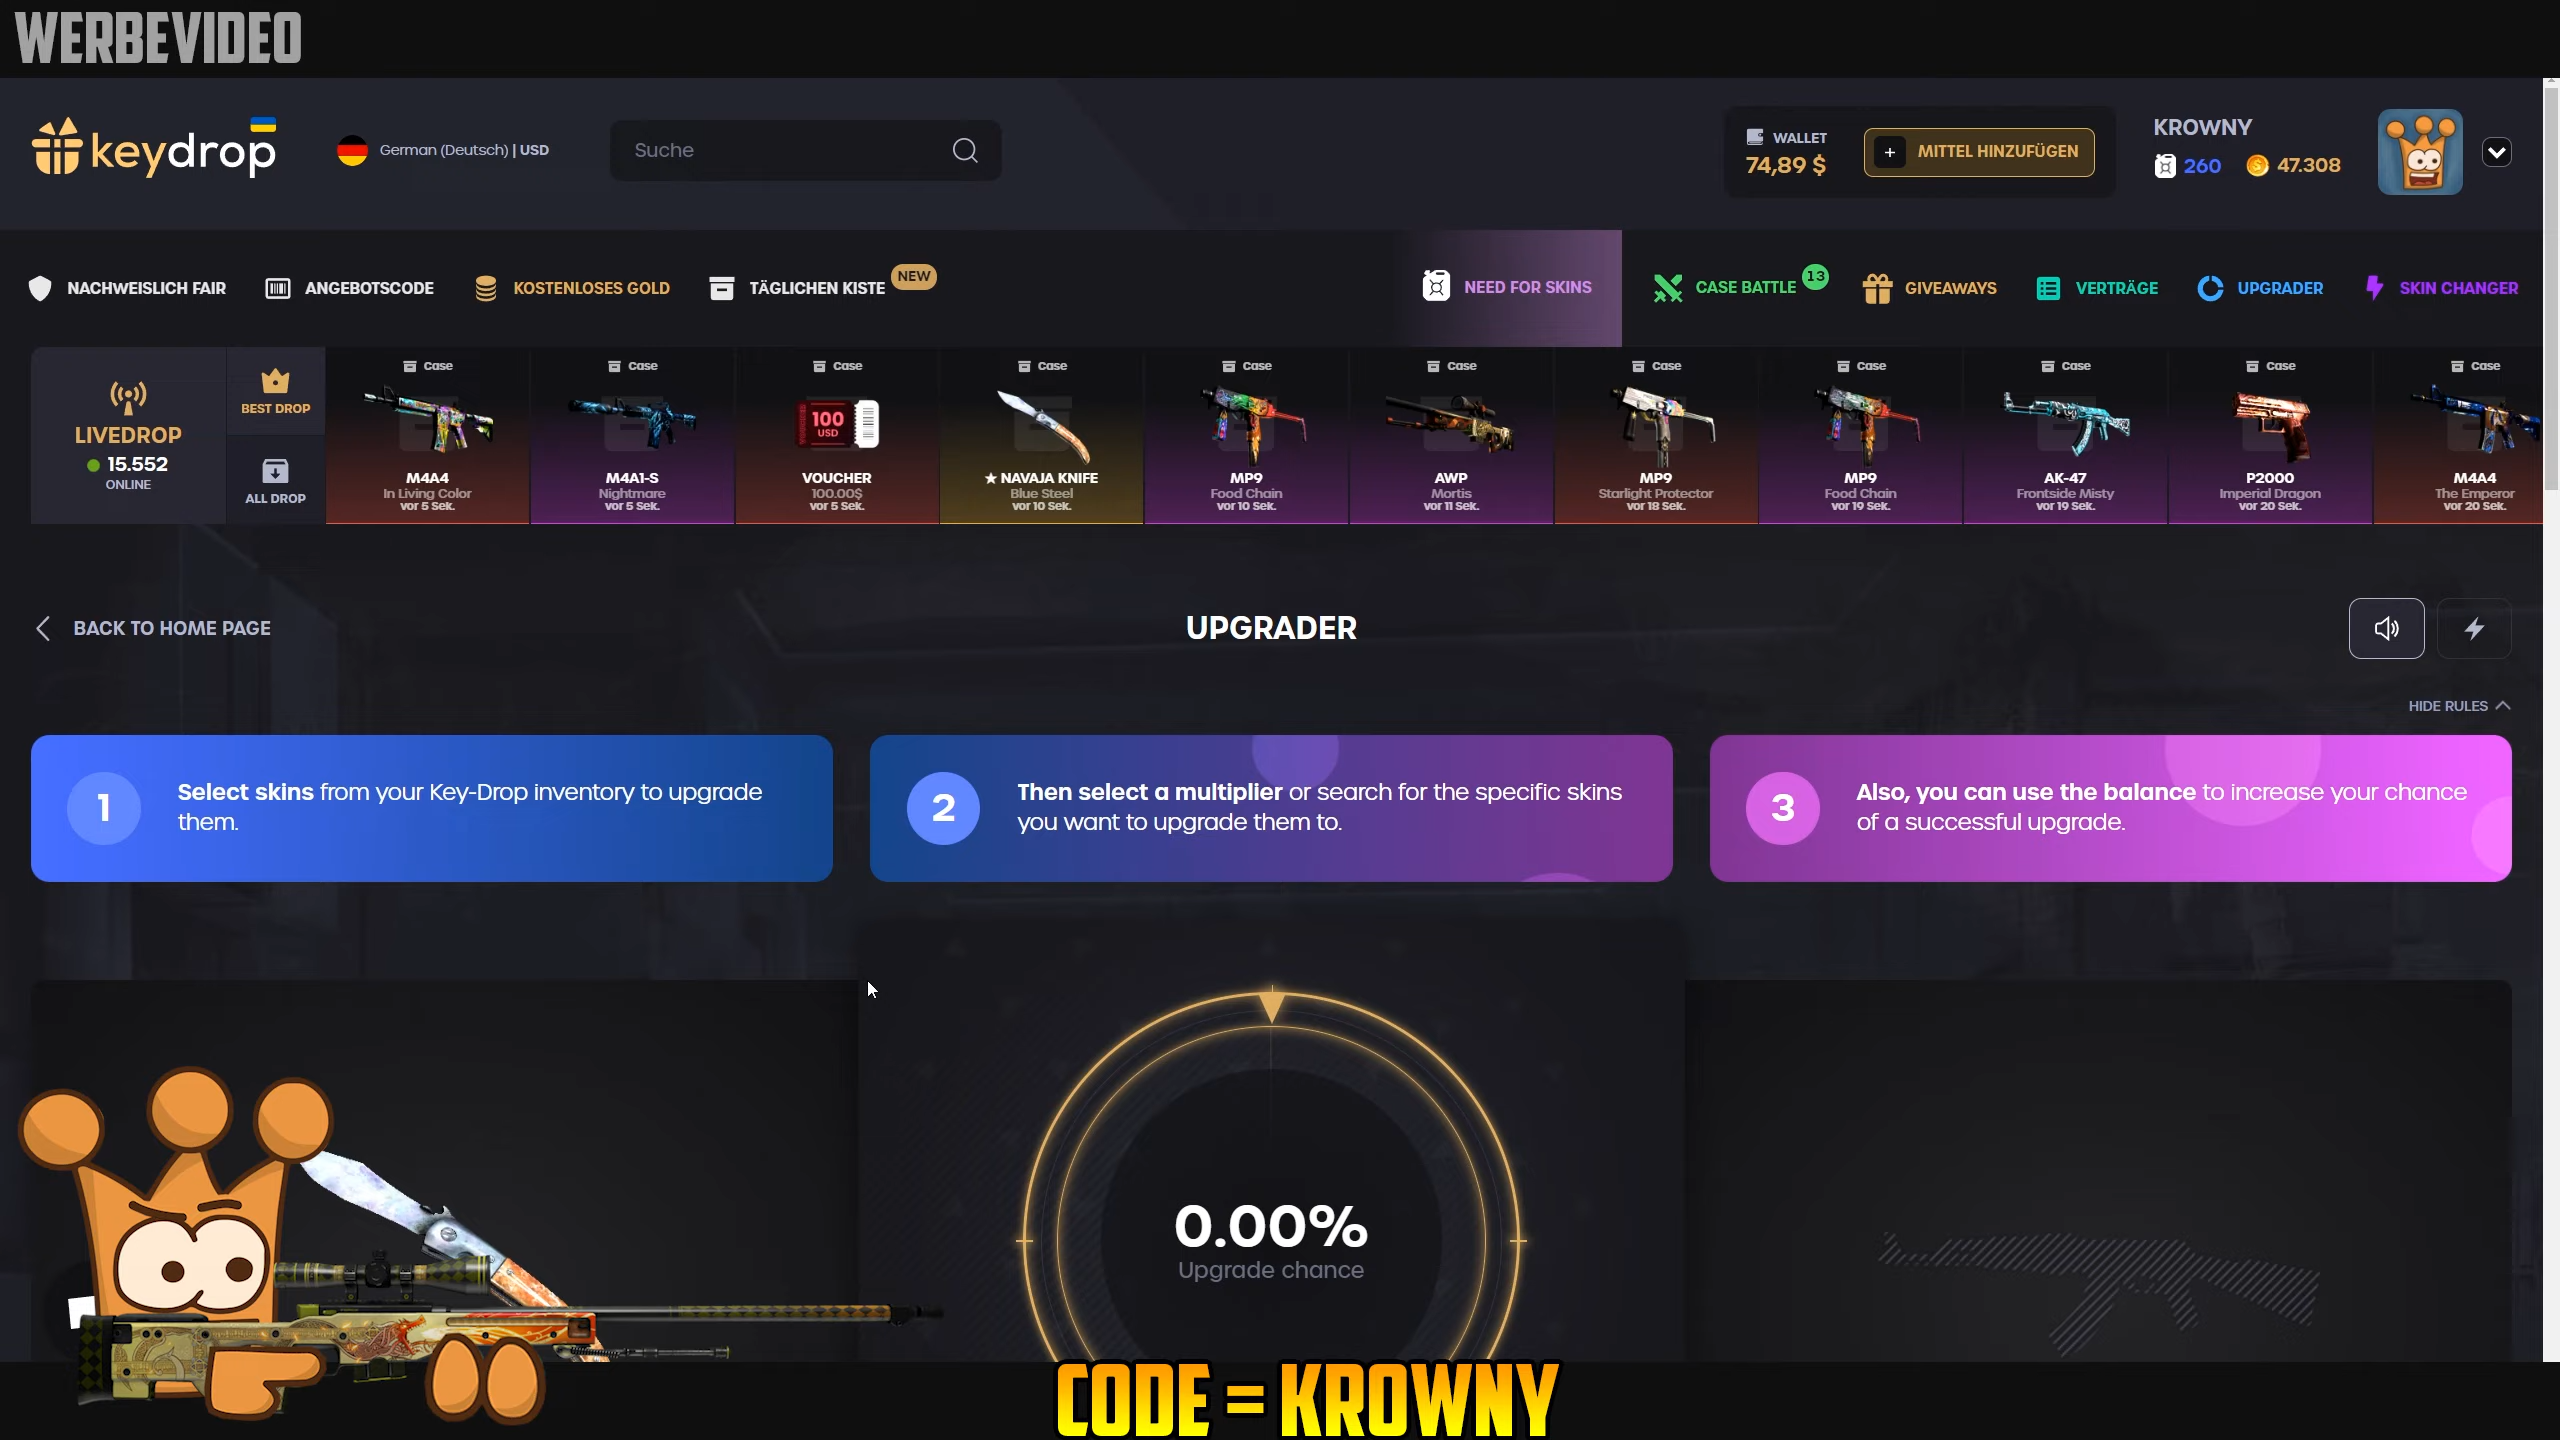 WERBEVIDEO
keydrop
German (Deutsch) | USD
Suche
WALLET
74,89 $
+ MITTEL HINZUFÜGEN
KROWNY
260
47.308
NACHWEISLICH FAIR
ANGEBOTSCODE
KOSTENLOSES GOLD
TÄGLICHEN KISTE
NEW
NEED FOR SKINS
CASE BATTLE
13
GIVEAWAYS
VERTRÄGE
UPGRADER
SKIN CHANGER
LIVEDROP
15.552
ONLINE
BEST DROP
ALL DROP
Case
M4A4
In Living Color
vor 5 Sek.
Case
M4A1-S
Nightmare
vor 5 Sek.
Case
100
USD
VOUCHER
100.00$
vor 5 Sek.
Case
★ NAVAJA KNIFE
Blue Steel
vor 10 Sek.
Case
MP9
Food Chain
vor 10 Sek.
Case
AWP
Mortis
vor 11 Sek.
Case
MP9
Starlight Protector
vor 18 Sek.
Case
MP9
Food Chain
vor 19 Sek.
Case
AK-47
Frontside Misty
vor 19 Sek.
Case
P2000
Imperial Dragon
vor 20 Sek.
Case
M4A4
The Emperor
vor 20 Sek.
BACK TO HOME PAGE
UPGRADER
HIDE RULES
1
Select skins from your Key-Drop inventory to upgrade
them.
2
Then select a multiplier or search for the specific skins
you want to upgrade them to.
3
Also, you can use the balance to increase your chance
of a successful upgrade.
0.00%
Upgrade chance
CODE = KROWNY